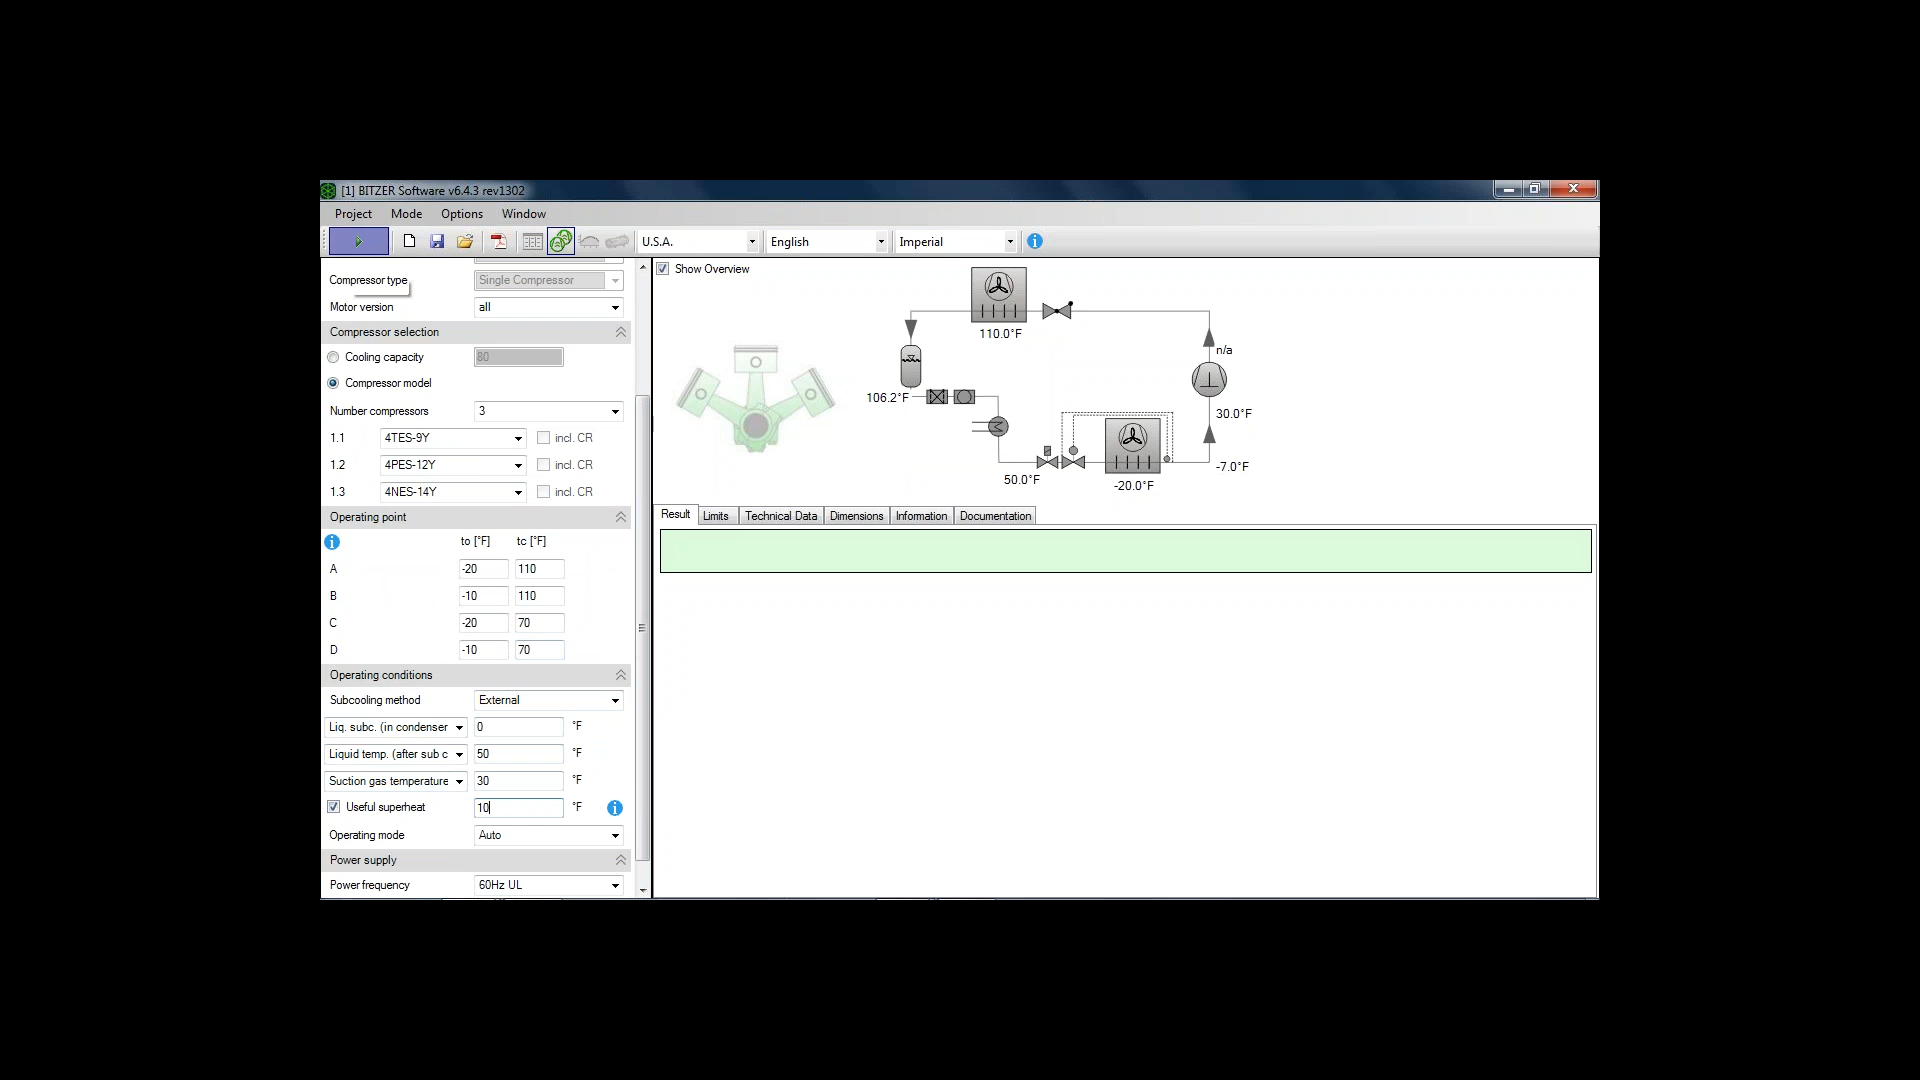 [1] BITZER Software v6.4.3 rev1302
Project Mode Options Window
U.S.A. English Imperial
Compressor type Single Compressor
Motor version all
Compressor selection
Cooling capacity 80
Compressor model
Number compressors 3
1.1 4TES-9Y incl. CR
1.2 4PES-12Y incl. CR
1.3 4NES-14Y incl. CR
Operating point
to [°F] tc [°F]
A -20 110
B -10 110
C -20 70
D -10 70
Operating conditions
Subcooling method External
Liq. subc. (in condenser 0 °F
Liquid temp. (after sub c 50 °F
Suction gas temperature 30 °F
Useful superheat 10 °F
Operating mode Auto
Power supply
Power frequency 60Hz UL
Show Overview
110.0°F
n/a
106.2°F
30.0°F
-7.0°F
50.0°F
-20.0°F
Result Limits Technical Data Dimensions Information Documentation